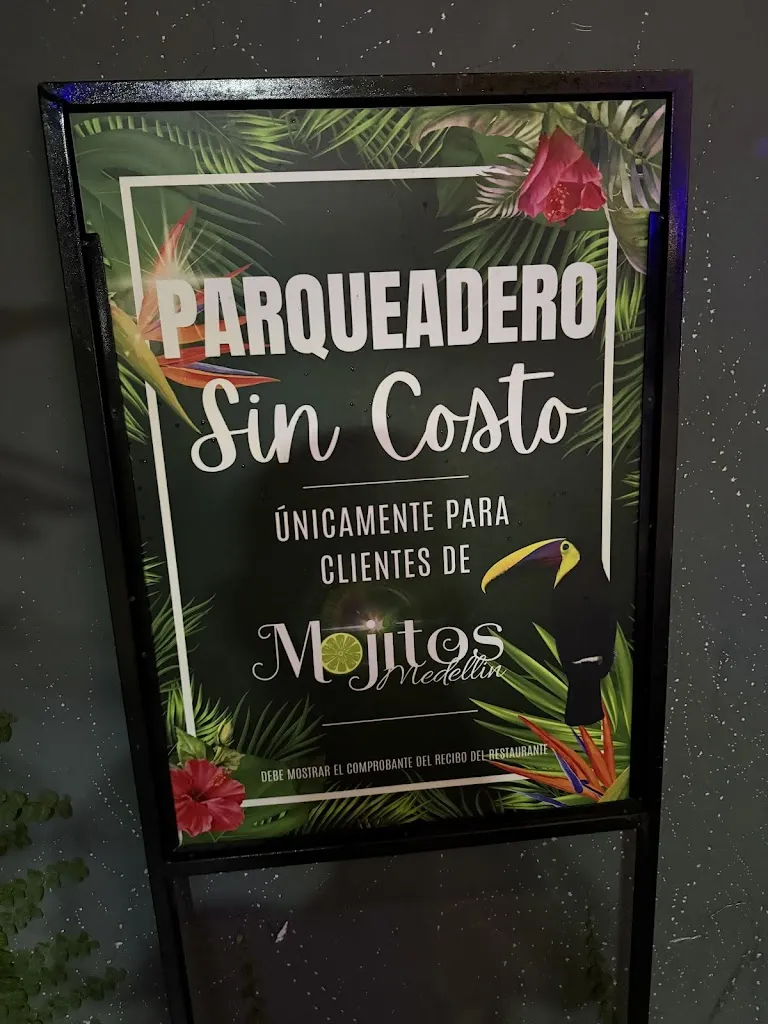 PARQUEADERO
Sin Costo
ÚNICAMENTE PARA
CLIENTES DE
Mojitos
Medellín
DEBE MOSTRAR EL COMPROBANTE DEL RECIBO DEL RESTAURANTE